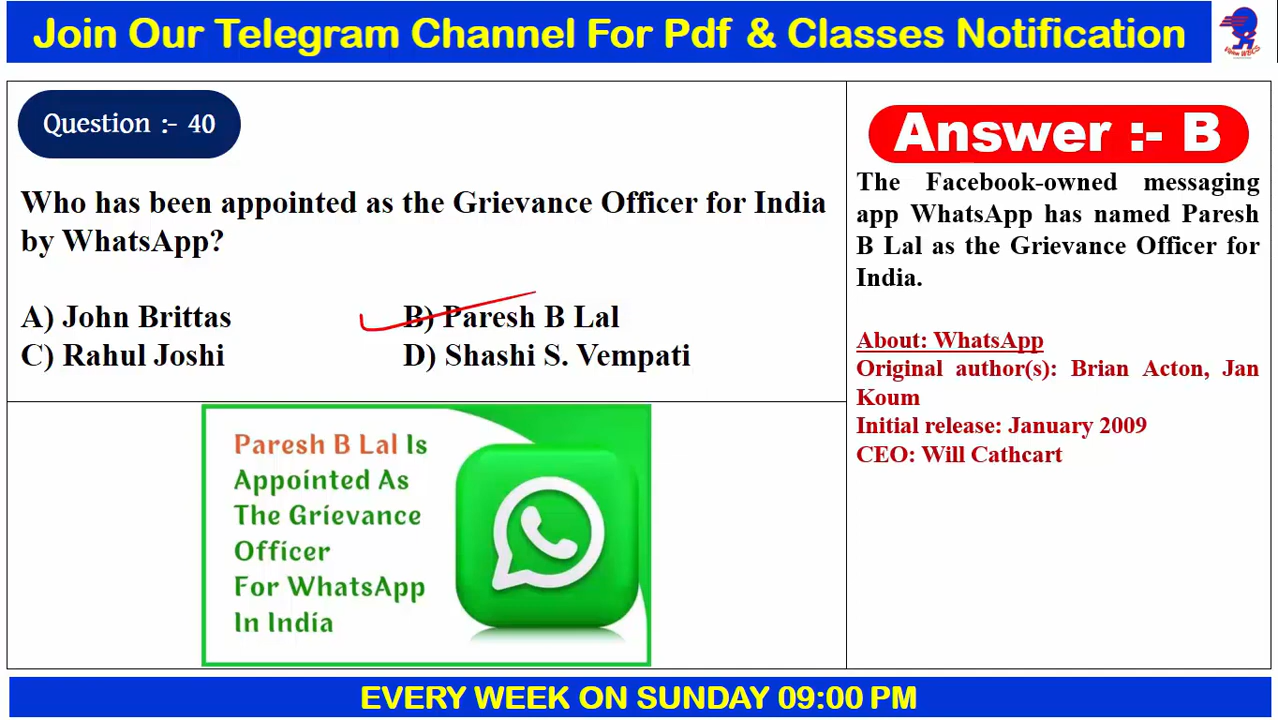 Join Our Telegram Channel For Pdf & Classes Notification
Question :- 40
Who has been appointed as the Grievance Officer for India
by WhatsApp?
A) John Brittas
B) Paresh B Lal
C) Rahul Joshi
D) Shashi S. Vempati
Paresh B Lal Is
Appointed As
The Grievance
Officer
For WhatsApp
In India
Answer :- B
The Facebook-owned messaging
app WhatsApp has named Paresh
B Lal as the Grievance Officer for
India.
About: WhatsApp
Original author(s): Brian Acton, Jan
Koum
Initial release: January 2009
CEO: Will Cathcart
EVERY WEEK ON SUNDAY 09:00 PM